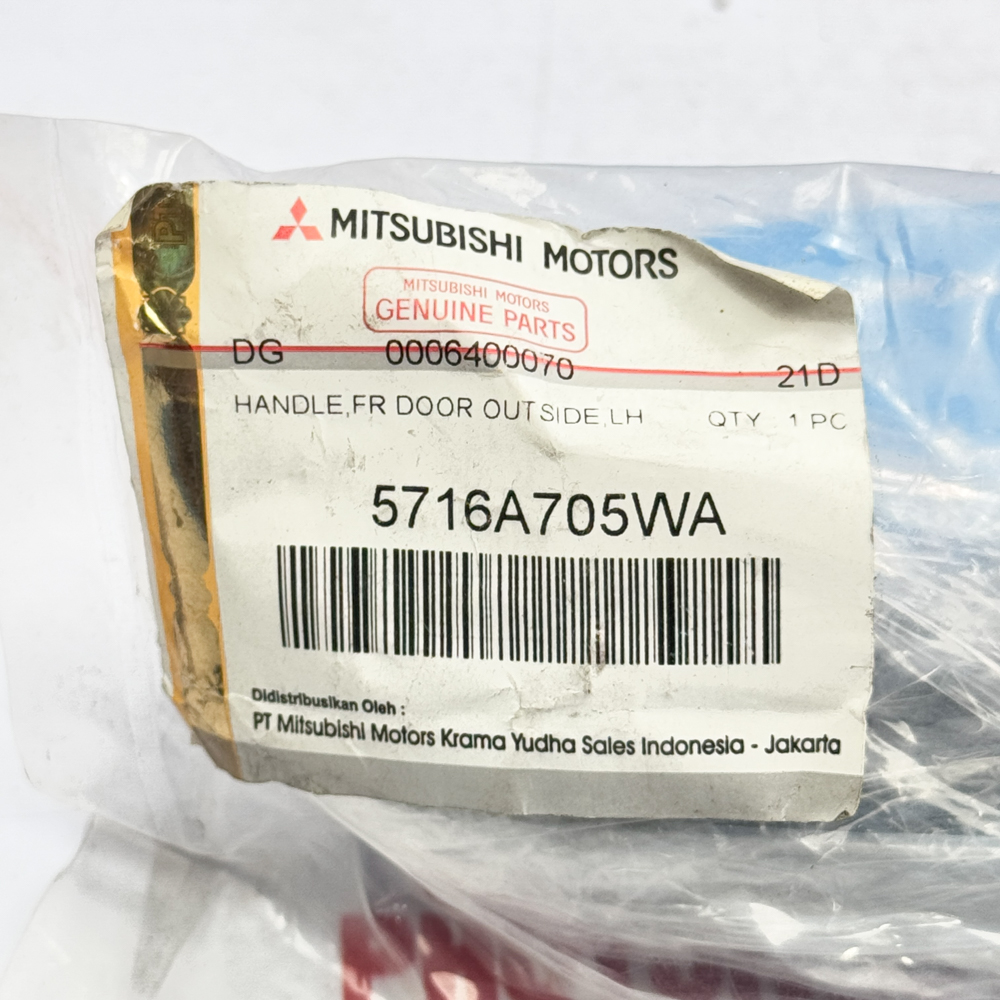 MITSUBISHI MOTORS
MITSUBISHI MOTORS
GENUINE PARTS
DG 0006400070 21D
HANDLE,FR DOOR OUTSIDE,LH QTY 1 PC
5716A705WA
Didistribusikan Oleh :
PT Mitsubishi Motors Krama Yudha Sales Indonesia - Jakarta